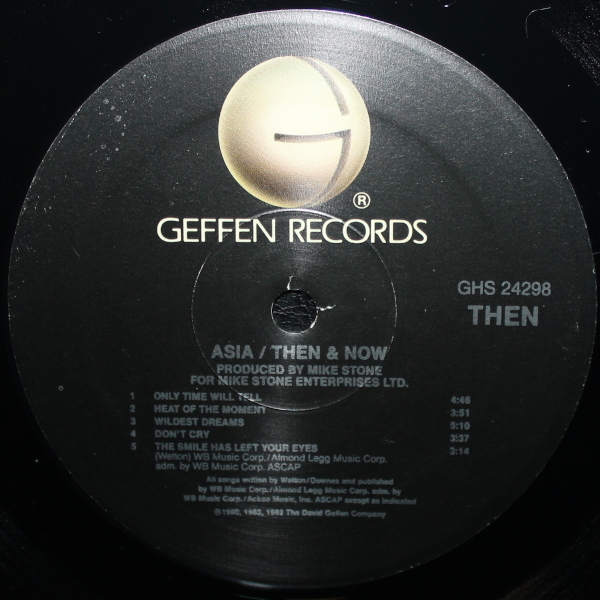 ®
GEFFEN RECORDS
GHS 24298
THEN
ASIA / THEN & NOW
PRODUCED BY MIKE STONE
FOR MIKE STONE ENTERPRISES LTD.
1 ONLY TIME WILL TELL 4:46
2 HEAT OF THE MOMENT 3:51
3 WILDEST DREAMS 5:10
4 DON'T CRY 3:37
5 THE SMILE HAS LEFT YOUR EYES 3:14
(Wetton) WB Music Corp./Almond Legg Music Corp.
adm. by WB Music Corp. ASCAP
All songs written by Wetton/Downes and published
by WB Music Corp./Almond Legg Music Corp. adm. by
WB Music Corp./Ackee Music, Inc. ASCAP except as indicated
The David Geffen Company